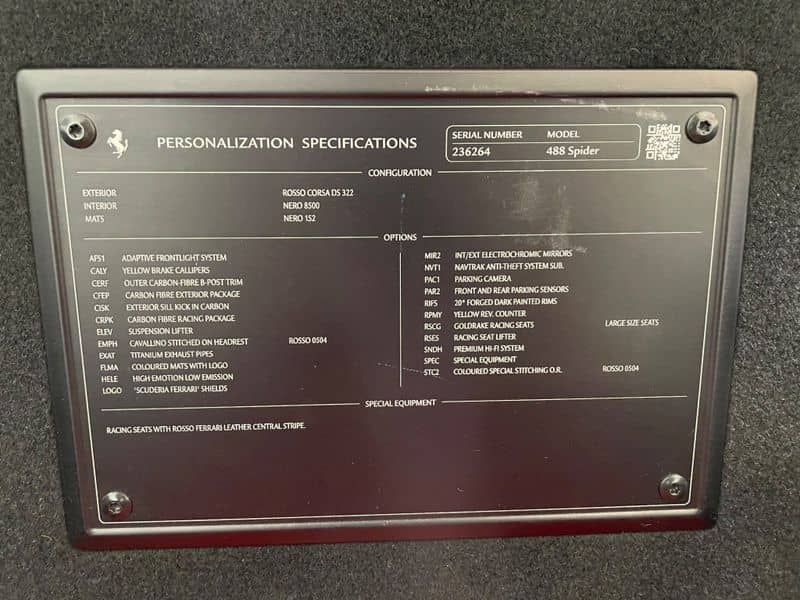 PERSONALIZATION SPECIFICATIONS
SERIAL NUMBER MODEL
236264 488 Spider
CONFIGURATION
EXTERIOR ROSSO CORSA DS 322
INTERIOR NERO 8500
MATS NERO 152
OPTIONS
AFS1 ADAPTIVE FRONTLIGHT SYSTEM
CALY YELLOW BRAKE CALLIPERS
CERF OUTER CARBON-FIBRE B-POST TRIM
CFEP CARBON FIBRE EXTERIOR PACKAGE
CISK EXTERIOR SILL KICK IN CARBON
CRPK CARBON FIBRE RACING PACKAGE
ELEV SUSPENSION LIFTER
EMPH CAVALLINO STITCHED ON HEADREST ROSSO 0504
EXAT TITANIUM EXHAUST PIPES
FLMA COLOURED MATS WITH LOGO
HELE HIGH EMOTION LOW EMISSION
LOGO "SCUDERIA FERRARI" SHIELDS
MIR2 INT/EXT ELECTROCHROMIC MIRRORS
NVT1 NAVTRAK ANTI-THEFT SYSTEM SUB.
PAC1 PARKING CAMERA
PAR2 FRONT AND REAR PARKING SENSORS
RIF5 20" FORGED DARK PAINTED RIMS
RPMY YELLOW REV. COUNTER
RSCG GOLDRAKE RACING SEATS LARGE SIZE SEATS
RSE5 RACING SEAT LIFTER
SNDH PREMIUM HI-FI SYSTEM
SPEC SPECIAL EQUIPMENT
STC2 COLOURED SPECIAL STITCHING O.R. ROSSO 0504
SPECIAL EQUIPMENT
RACING SEATS WITH ROSSO FERRARI LEATHER CENTRAL STRIPE.